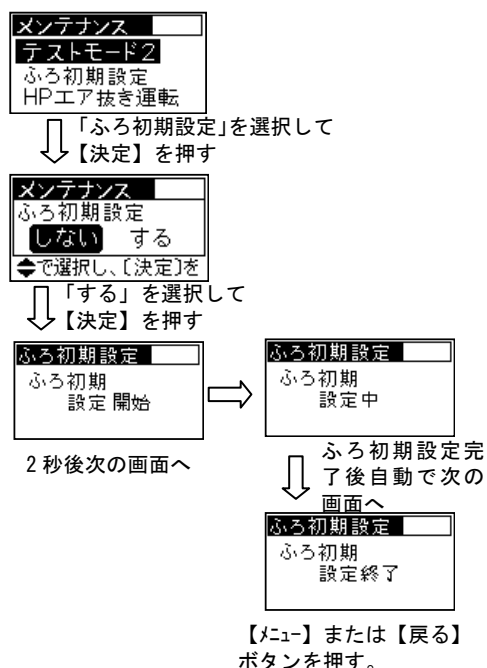 メンテナンス
テストモード2
ふろ初期設定
HPエア抜き運転
「ふろ初期設定」を選択して
【決定】を押す
メンテナンス
ふろ初期設定
しない する
◆で選択し、〔決定〕を
「する」を選択して
【決定】を押す
ふろ初期設定
ふろ初期
設定開始
2秒後次の画面へ
ふろ初期設定
ふろ初期
設定中
ふろ初期設定完
了後自動で次の
画面へ
ふろ初期設定
ふろ初期
設定終了
【ﾒﾆｭｰ】または【戻る】
ボタンを押す。